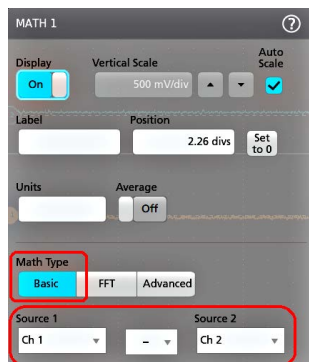 MATH 1 ?
Display Vertical Scale Auto Scale
On 500 mV/div
Label Position
2.26 divs Set to 0
Units Average
Off
Math Type
Basic FFT Advanced
Source 1 Source 2
Ch 1 - Ch 2